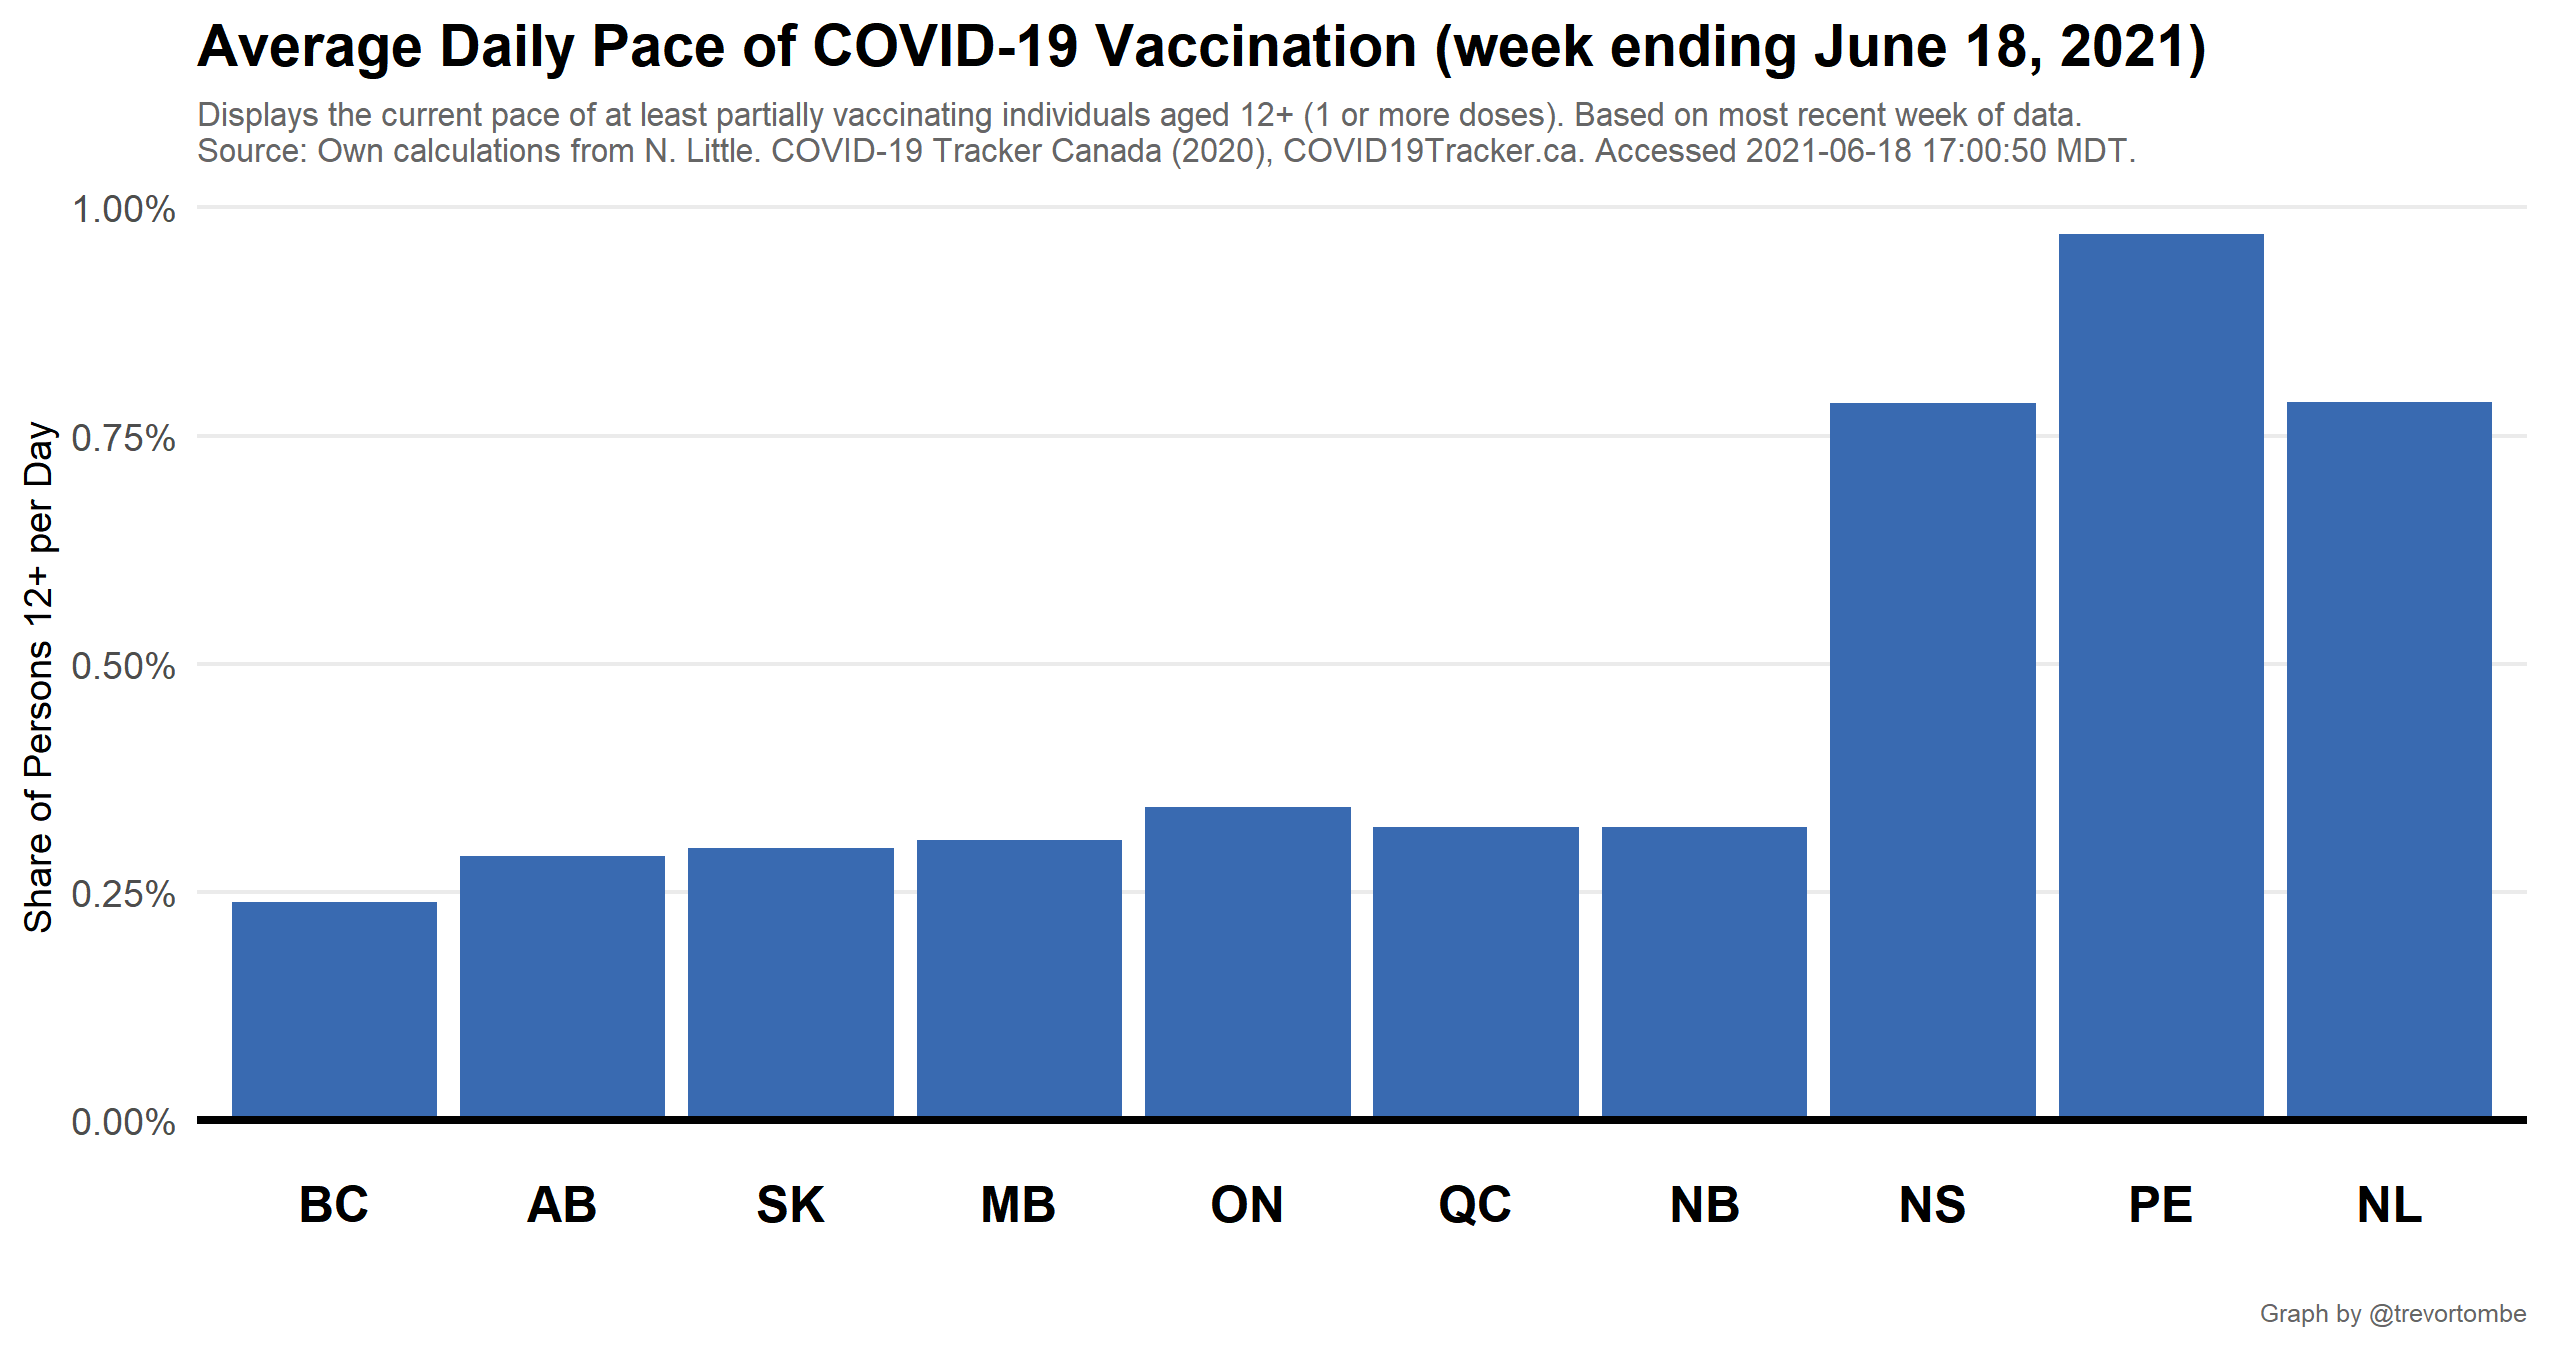 Average Daily Pace of COVID-19 Vaccination (week ending June 18, 2021)
Displays the current pace of at least partially vaccinating individuals aged 12+ (1 or more doses). Based on most recent week of data.
Source: Own calculations from N. Little. COVID-19 Tracker Canada (2020), COVID19Tracker.ca. Accessed 2021-06-18 17:00:50 MDT.
Share of Persons 12+ per Day
1.00%
0.75%
0.50%
0.25%
0.00%
BC AB SK MB ON QC NB NS PE NL
Graph by @trevortombe